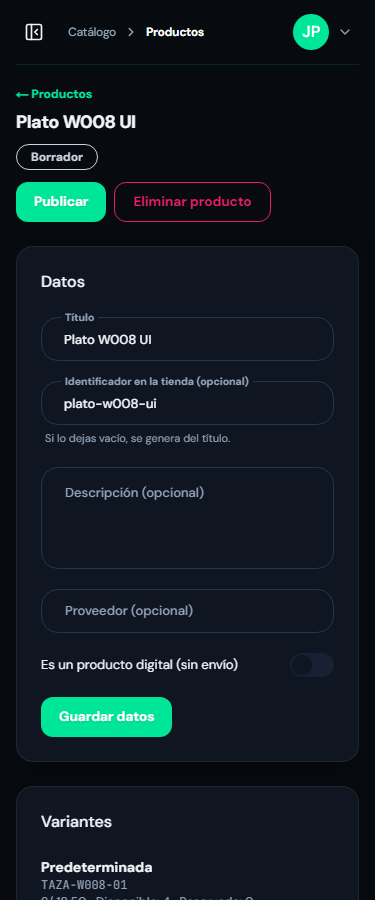 Catálogo > Productos
JP
← Productos
Plato W008 UI
Borrador
Publicar
Eliminar producto
Datos
Título
Plato W008 UI
Identificador en la tienda (opcional)
plato-w008-ui
Si lo dejas vacío, se genera del título.
Descripción (opcional)
Proveedor (opcional)
Es un producto digital (sin envío)
Guardar datos
Variantes
Predeterminada
TAZA-W008-01